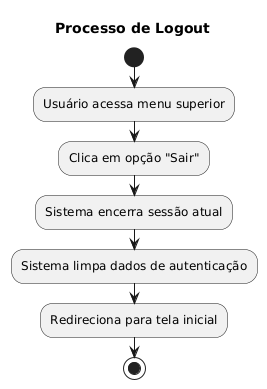 Processo de Logout
Usuário acessa menu superior
Clica em opção "Sair"
Sistema encerra sessão atual
Sistema limpa dados de autenticação
Redireciona para tela inicial